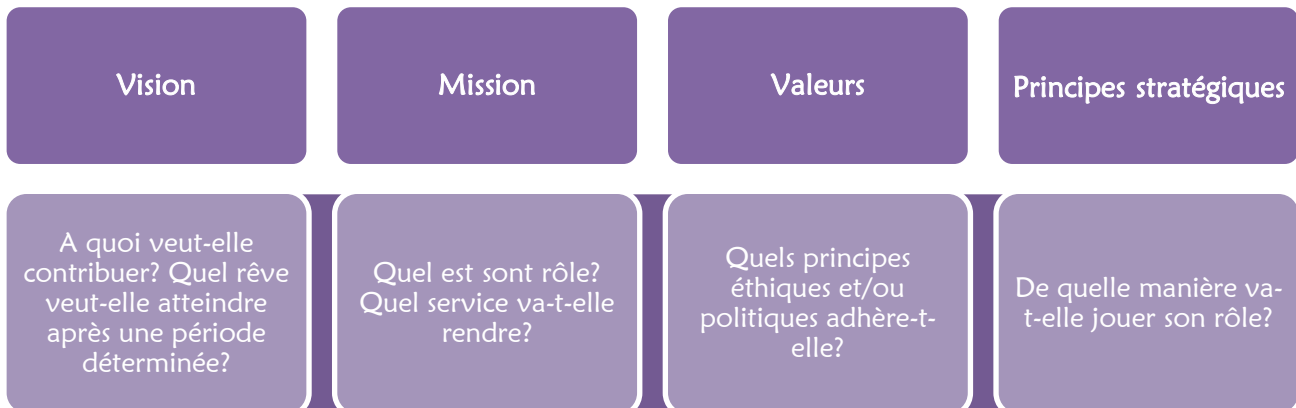 Vision
Mission
Valeurs
Principes stratégiques
A quoi veut-elle
contribuer? Quel rêve
veut-elle atteindre
après une période
déterminée?
Quel est sont rôle?
Quel service va-t-elle
rendre?
Quels principes
éthiques et/ou
politiques adhère-t-
elle?
De quelle manière va-
t-elle jouer son rôle?